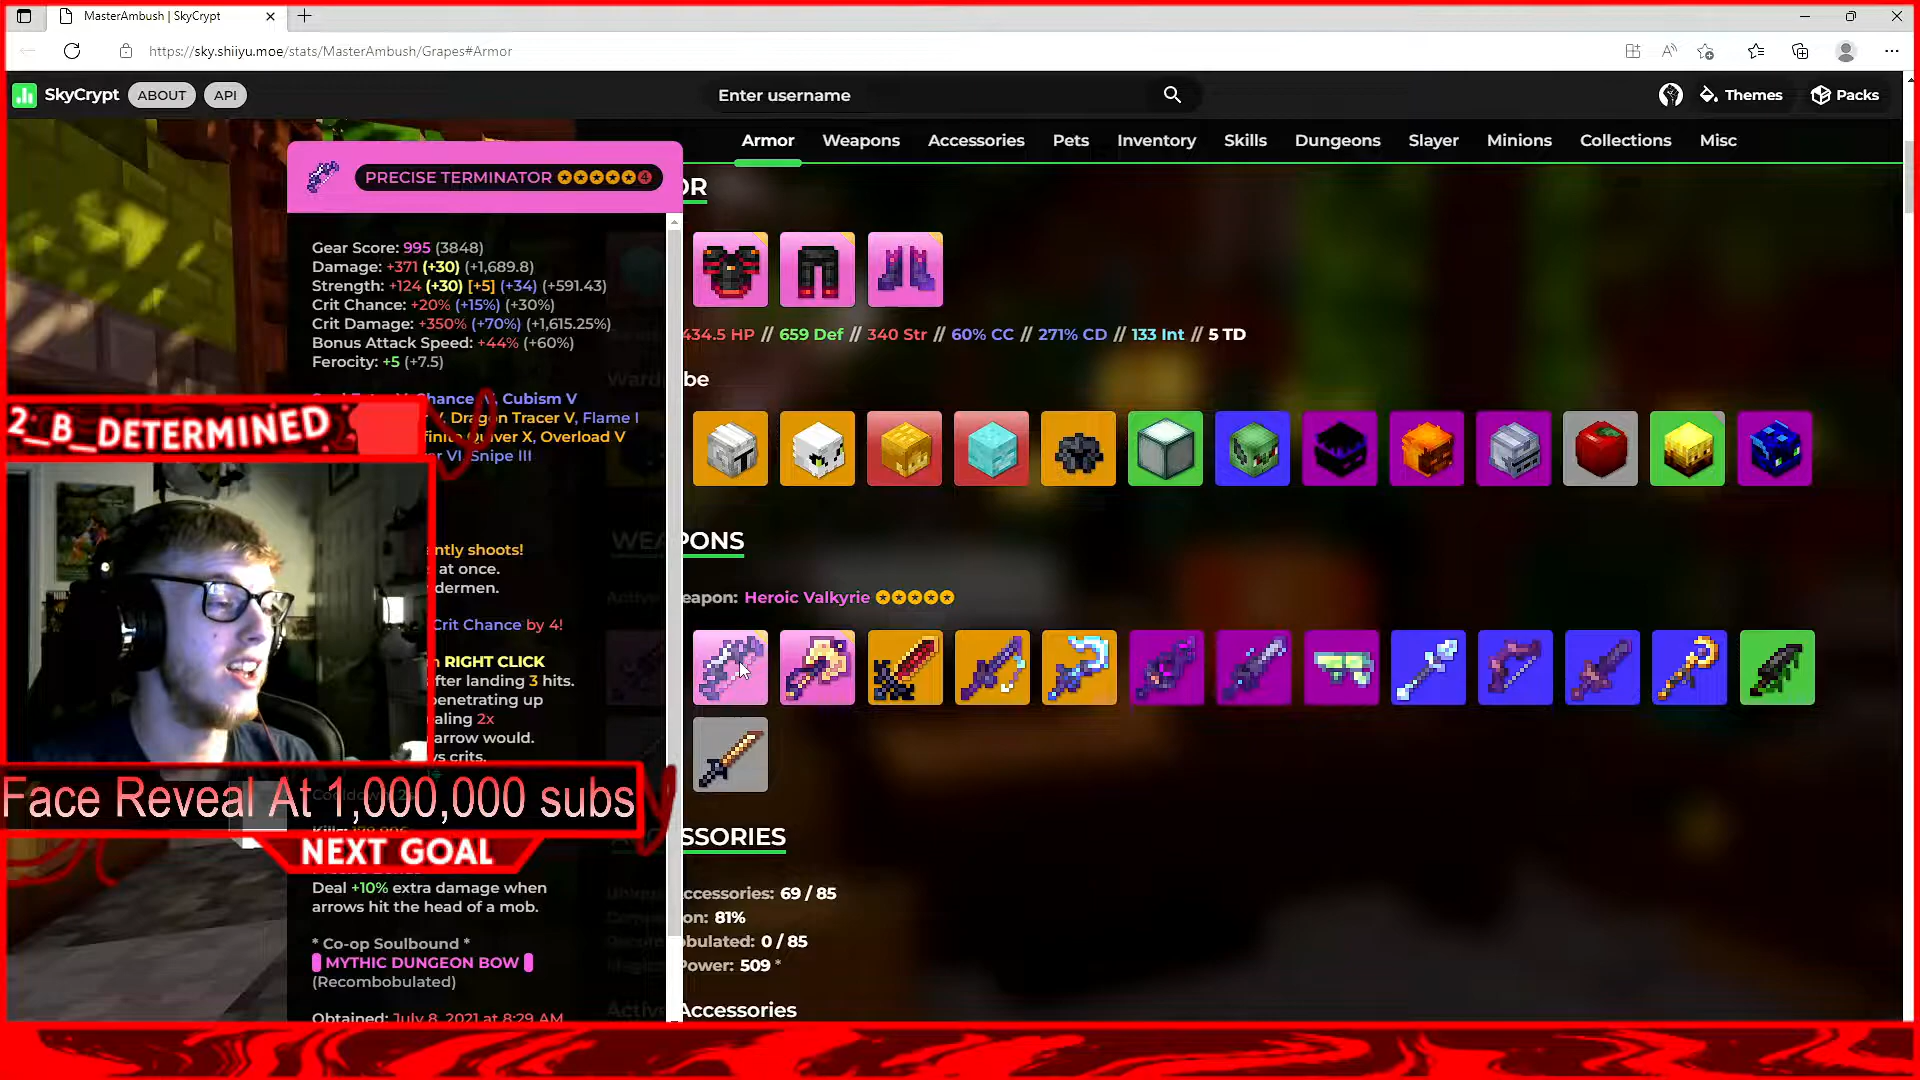 MasterAmbush | SkyCrypt
https://sky.shiiyu.moe/stats/MasterAmbush/Grapes#Armor
SkyCrypt ABOUT API Enter username Themes Packs
Armor Weapons Accessories Pets Inventory Skills Dungeons Slayer Minions Collections Misc
PRECISE TERMINATOR 4
Gear Score: 995 (3848)
Damage: +371 (+30) (+1,689.8)
Strength: +124 (+30) [+5] (+34) (+591.43)
Crit Chance: +20% (+15%) (+30%)
Crit Damage: +350% (+70%) (+1,615.25%)
Bonus Attack Speed: +44% (+60%)
Ferocity: +5 (+7.5)
Chance Cubism V
V, Dragon Tracer V, Flame I
Quiver X, Overload V
VI, Snipe III
antly shoots!
at once.
dermen.
Crit Chance by 4!
RIGHT CLICK
after landing 3 hits.
penetrating up
aling 2x
arrow would.
ys crits.
2_B_DETERMINED
Face Reveal At 1,000,000 subs
NEXT GOAL
Deal +10% extra damage when
arrows hit the head of a mob.
* Co-op Soulbound *
MYTHIC DUNGEON BOW
(Recombobulated)
Obtained: July 8, 2021 at 8:29 AM
OR
434.5 HP // 659 Def // 340 Str // 60% CC // 271% CD // 133 Int // 5 TD
be
PONS
eapon: Heroic Valkyrie
SSORIES
ccessories: 69 / 85
on: 81%
obulated: 0 / 85
Power: 509 *
Active Accessories